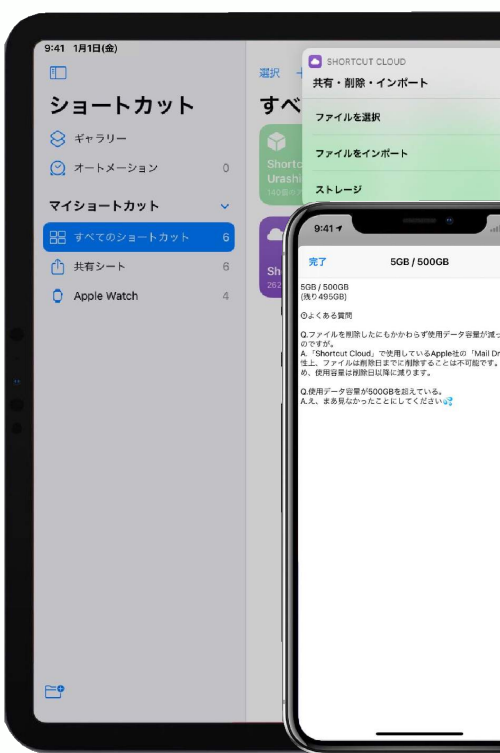 9:41 1月1日(金)
ショートカット
ギャラリー
オートメーション 0
マイショートカット
すべてのショートカット 6
共有シート 6
Apple Watch 4
選択
すべ
Shortc
Urashi
Sh
262
SHORTCUT CLOUD
共有・削除・インポート
ファイルを選択
ファイルをインポート
ストレージ
9:41
完了 5GB / 500GB
5GB / 500GB
(残り495GB)
よくある質問
Q.ファイルを削除したにもかかわらず使用データ容量が減っ
のですが。
A.「Shortcut Cloud」で使用しているApple社の「Mail Dr
性上、ファイルは削除日までに削除することは不可能です。
め、使用容量は削除日以降に減ります。
Q.使用データ容量が500GBを超えている。
A.え、まあ見なかったことにしてください💦